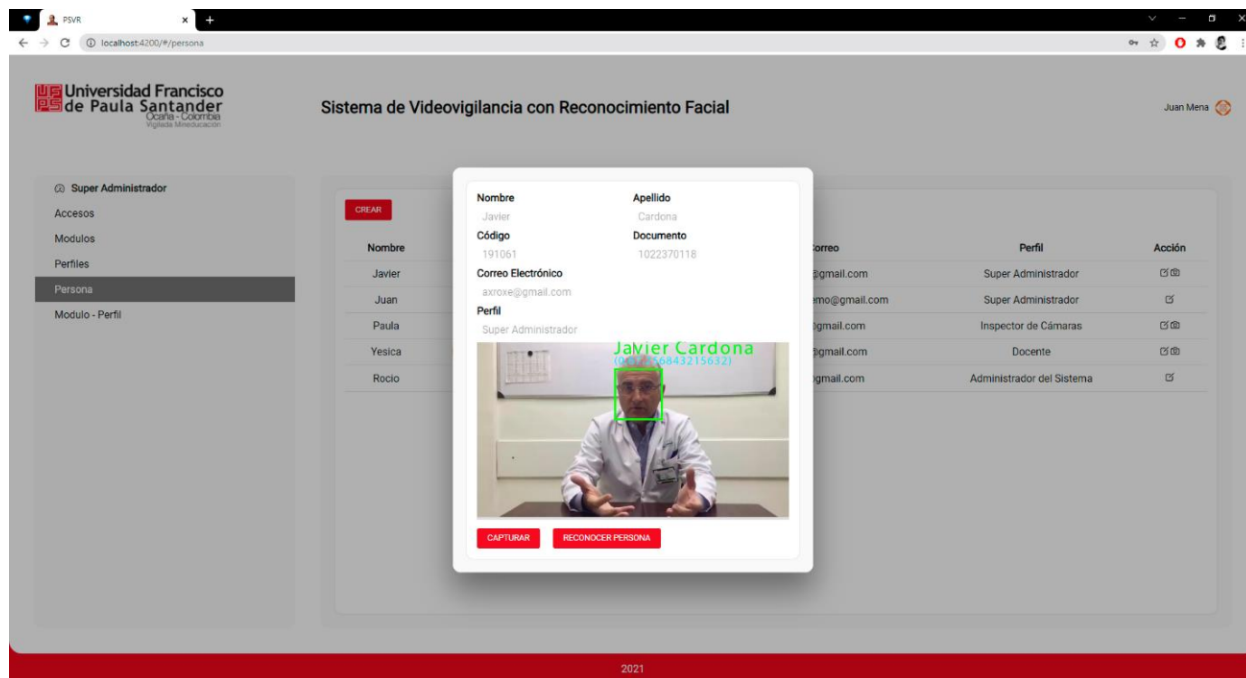 PSVR
localhost:4200/#/persona
Universidad Francisco
de Paula Santander
Ocaña - Colombia
Vigilada Mineducación
Sistema de Videovigilancia con Reconocimiento Facial
Juan Mena
Super Administrador
Accesos
Modulos
Perfiles
Persona
Modulo - Perfil
CREAR
Nombre Perfil Acción
Javier @gmail.com Super Administrador
Juan emo@gmail.com Super Administrador
Paula @gmail.com Inspector de Cámaras
Yesica @gmail.com Docente
Rocio gmail.com Administrador del Sistema
Nombre Apellido
Javier Cardona
Código Documento
191061 1022370118
Correo Electrónico
axroxe@gmail.com
Perfil
Super Administrador
Javier Cardona
CAPTURAR RECONOCER PERSONA
2021